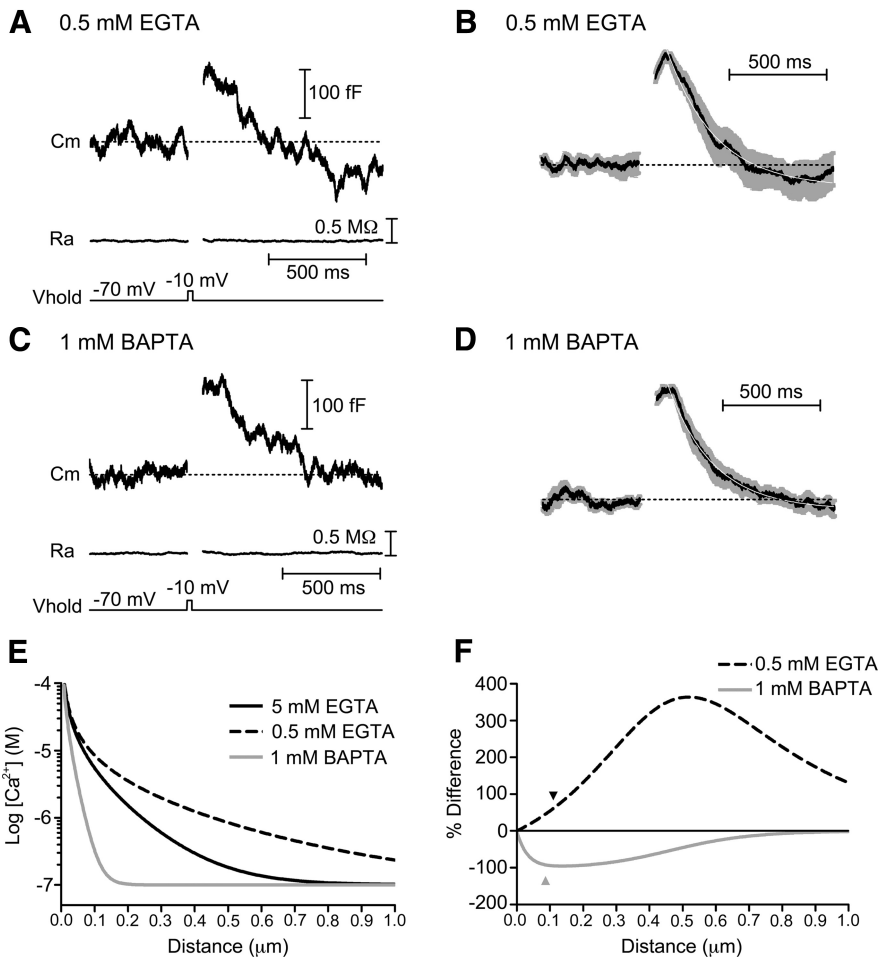 A 0.5 mM EGTA
100 fF
Cm
0.5 MΩ
Ra
500 ms
-70 mV -10 mV
Vhold
B 0.5 mM EGTA
500 ms
C 1 mM BAPTA
100 fF
Cm
0.5 MΩ
Ra
500 ms
-70 mV -10 mV
Vhold
D 1 mM BAPTA
500 ms
E
-4
-5
-6
-7
Log [Ca2+] (M)
5 mM EGTA
0.5 mM EGTA
1 mM BAPTA
0.0 0.1 0.2 0.3 0.4 0.5 0.6 0.7 0.8 0.9 1.0
Distance (μm)
F
0.5 mM EGTA
1 mM BAPTA
400
300
200
100
0
-100
-200
% Difference
0.0 0.1 0.2 0.3 0.4 0.5 0.6 0.7 0.8 0.9 1.0
Distance (μm)